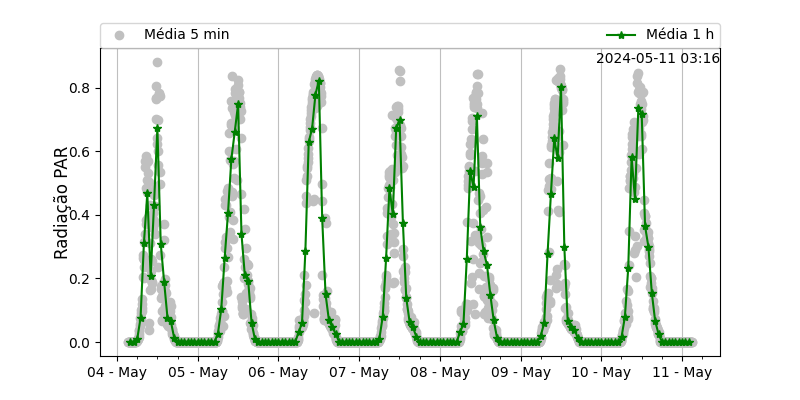 Média 5 min
Média 1 h
2024-05-11 03:16
Radiação PAR
0.8
0.6
0.4
0.2
0.0
04 - May 05 - May 06 - May 07 - May 08 - May 09 - May 10 - May 11 - May